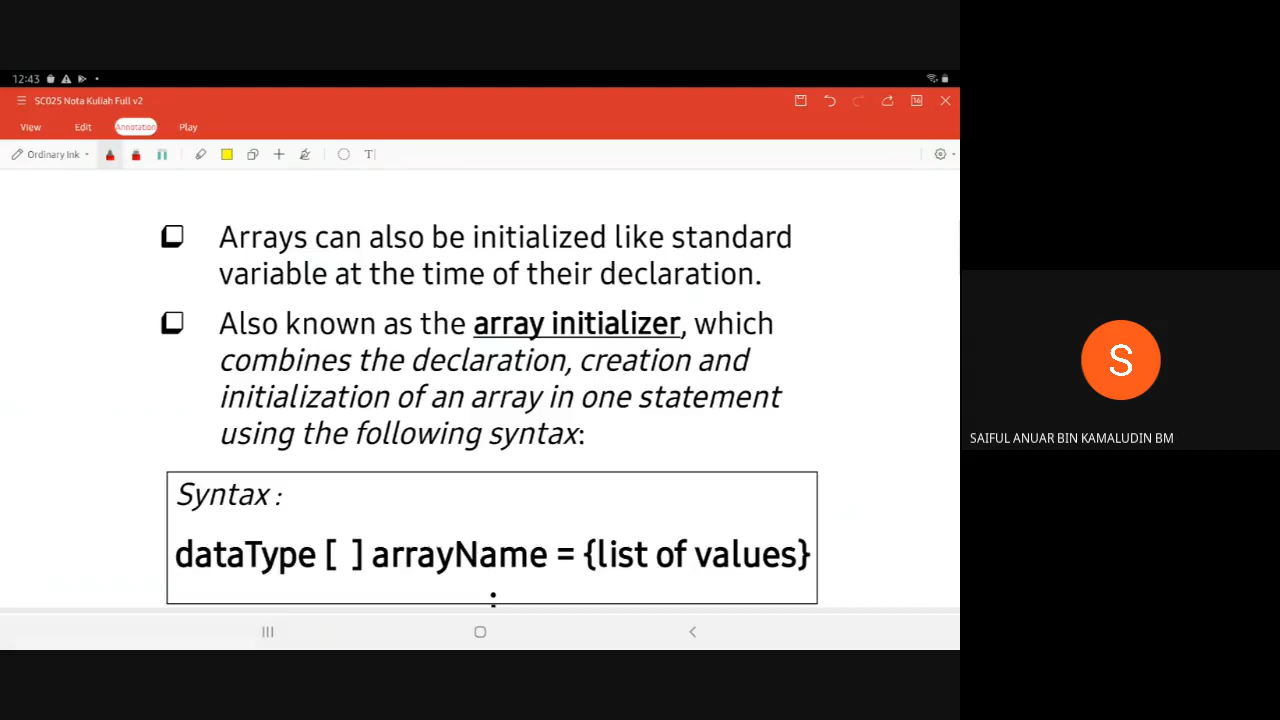 12:43
SC025 Nota Kuliah Full v2
16
View Edit Annotation Play
Ordinary Ink
T
Arrays can also be initialized like standard
variable at the time of their declaration.
Also known as the array initializer, which
combines the declaration, creation and
initialization of an array in one statement
using the following syntax:
Syntax :
dataType [ ] arrayName = {list of values}
;
S
SAIFUL ANUAR BIN KAMALUDIN BM